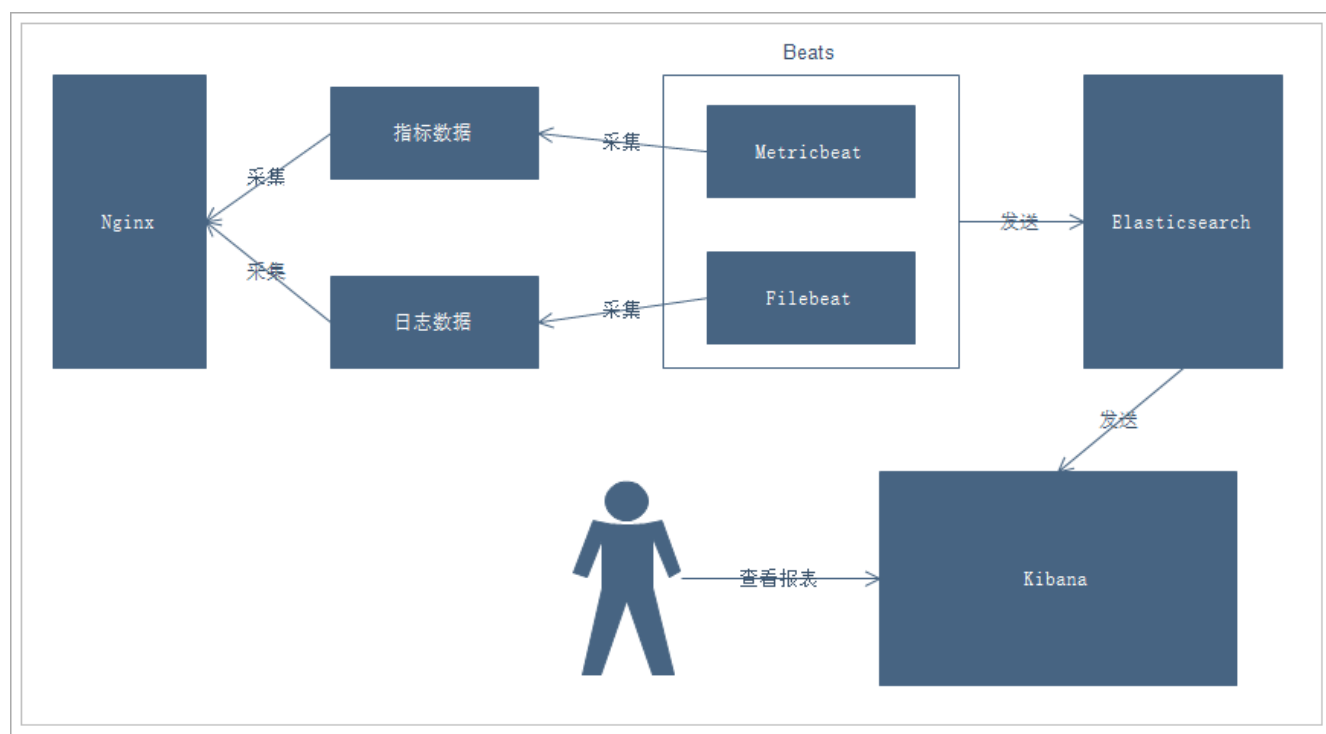 Beats
Nginx
采集
采集
指标数据
日志数据
采集
采集
Metricbeat
Filebeat
发送
Elasticsearch
发送
查看报表
Kibana